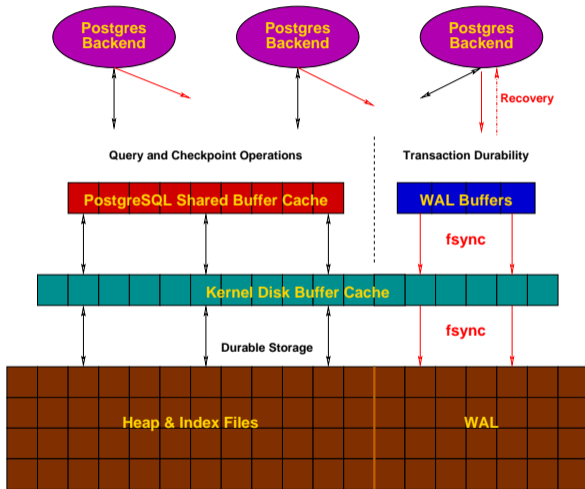 Postgres
Backend
Postgres
Backend
Postgres
Backend
Recovery
Query and Checkpoint Operations
Transaction Durability
PostgreSQL Shared Buffer Cache
WAL Buffers
fsync
Kernel Disk Buffer Cache
fsync
Durable Storage
Heap & Index Files
WAL